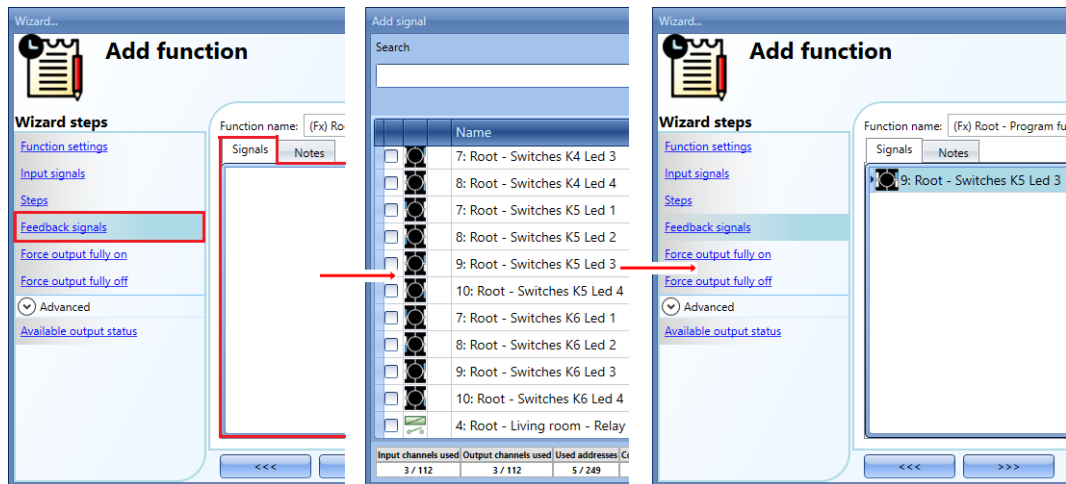 Wizard...
Add function
Wizard steps
Function settings
Input signals
Steps
Feedback signals
Force output fully on
Force output fully off
Advanced
Available output status
Function name: (Fx) Ro
Signals
Notes
<<<
Add signal
Search
Name
7: Root - Switches K4 Led 3
8: Root - Switches K4 Led 4
7: Root - Switches K5 Led 1
8: Root - Switches K5 Led 2
9: Root - Switches K5 Led 3
10: Root - Switches K5 Led 4
7: Root - Switches K6 Led 1
8: Root - Switches K6 Led 2
9: Root - Switches K6 Led 3
10: Root - Switches K6 Led 4
4: Root - Living room - Relay
Input channels used Output channels used Used addresses Co
3 / 112 3 / 112 5 / 249
Wizard...
Add function
Wizard steps
Function settings
Input signals
Steps
Feedback signals
Force output fully on
Force output fully off
Advanced
Available output status
Function name: (Fx) Root - Program fu
Signals
Notes
9: Root - Switches K5 Led 3
<<<
>>>